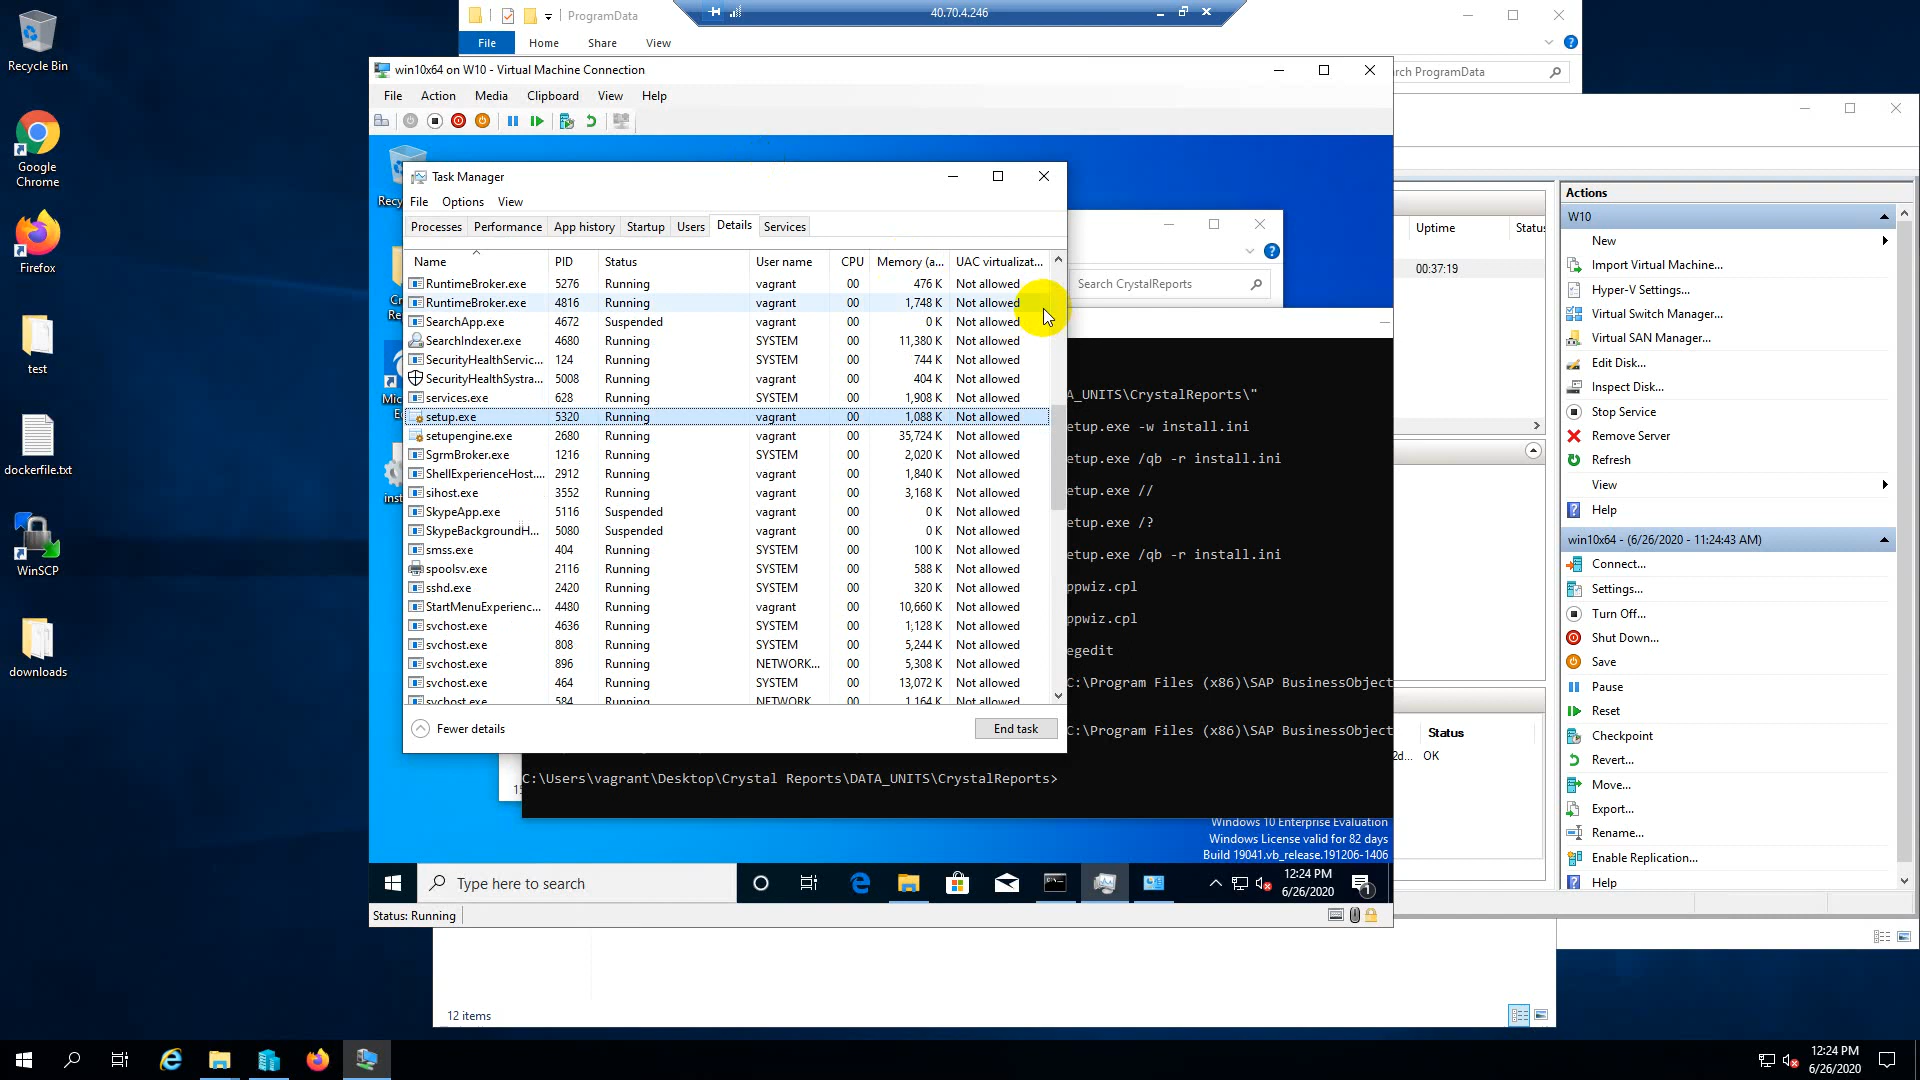 Recycle Bin
Google
Chrome
Firefox
test
dockerfile.txt
WinSCP
downloads
ProgramData
40.70.4.246
File Home Share View
rch ProgramData
win10x64 on W10 - Virtual Machine Connection
File Action Media Clipboard View Help
Task Manager
File Options View
Processes Performance App history Startup Users Details Services
Name PID Status User name CPU Memory (a... UAC virtualizat...
RuntimeBroker.exe 5276 Running vagrant 00 476 K Not allowed
RuntimeBroker.exe 4816 Running vagrant 00 1,748 K Not allowed
SearchApp.exe 4672 Suspended vagrant 00 0 K Not allowed
SearchIndexer.exe 4680 Running SYSTEM 00 11,380 K Not allowed
SecurityHealthServic... 124 Running SYSTEM 00 744 K Not allowed
SecurityHealthSystra... 5008 Running vagrant 00 404 K Not allowed
services.exe 628 Running SYSTEM 00 1,908 K Not allowed
setup.exe 5320 Running vagrant 00 1,088 K Not allowed
setupengine.exe 2680 Running vagrant 00 35,724 K Not allowed
SgrmBroker.exe 1216 Running SYSTEM 00 2,020 K Not allowed
ShellExperienceHost.... 2912 Running vagrant 00 1,840 K Not allowed
sihost.exe 3552 Running vagrant 00 3,168 K Not allowed
SkypeApp.exe 5116 Suspended vagrant 00 0 K Not allowed
SkypeBackgroundH... 5080 Suspended vagrant 00 0 K Not allowed
smss.exe 404 Running SYSTEM 00 100 K Not allowed
spoolsv.exe 2116 Running SYSTEM 00 588 K Not allowed
sshd.exe 2420 Running SYSTEM 00 320 K Not allowed
StartMenuExperienc... 4480 Running vagrant 00 10,660 K Not allowed
svchost.exe 4636 Running SYSTEM 00 1,128 K Not allowed
svchost.exe 808 Running SYSTEM 00 5,244 K Not allowed
svchost.exe 896 Running NETWORK... 00 5,308 K Not allowed
svchost.exe 464 Running SYSTEM 00 13,072 K Not allowed
svchost.exe 584 Running NETWORK 00 1,164 K Not allowed
Fewer details
End task
Search CrystalReports
A_UNITS\CrystalReports\"
etup.exe -w install.ini
etup.exe /qb -r install.ini
etup.exe //
etup.exe /?
etup.exe /qb -r install.ini
ppwiz.cpl
ppwiz.cpl
egedit
C:\Program Files (x86)\SAP BusinessObject
C:\Program Files (x86)\SAP BusinessObject
C:\Users\vagrant\Desktop\Crystal Reports\DATA_UNITS\CrystalReports>
Windows 10 Enterprise Evaluation
Windows License valid for 82 days
Build 19041.vb_release.191206-1406
Type here to search
12:24 PM
6/26/2020
1
Status: Running
Uptime Status
00:37:19
Status
2d... OK
12 items
Actions
W10
New
Import Virtual Machine...
Hyper-V Settings...
Virtual Switch Manager...
Virtual SAN Manager...
Edit Disk...
Inspect Disk...
Stop Service
Remove Server
Refresh
View
Help
win10x64 - (6/26/2020 - 11:24:43 AM)
Connect...
Settings...
Turn Off...
Shut Down...
Save
Pause
Reset
Checkpoint
Revert...
Move...
Export...
Rename...
Enable Replication...
Help
12:24 PM
6/26/2020